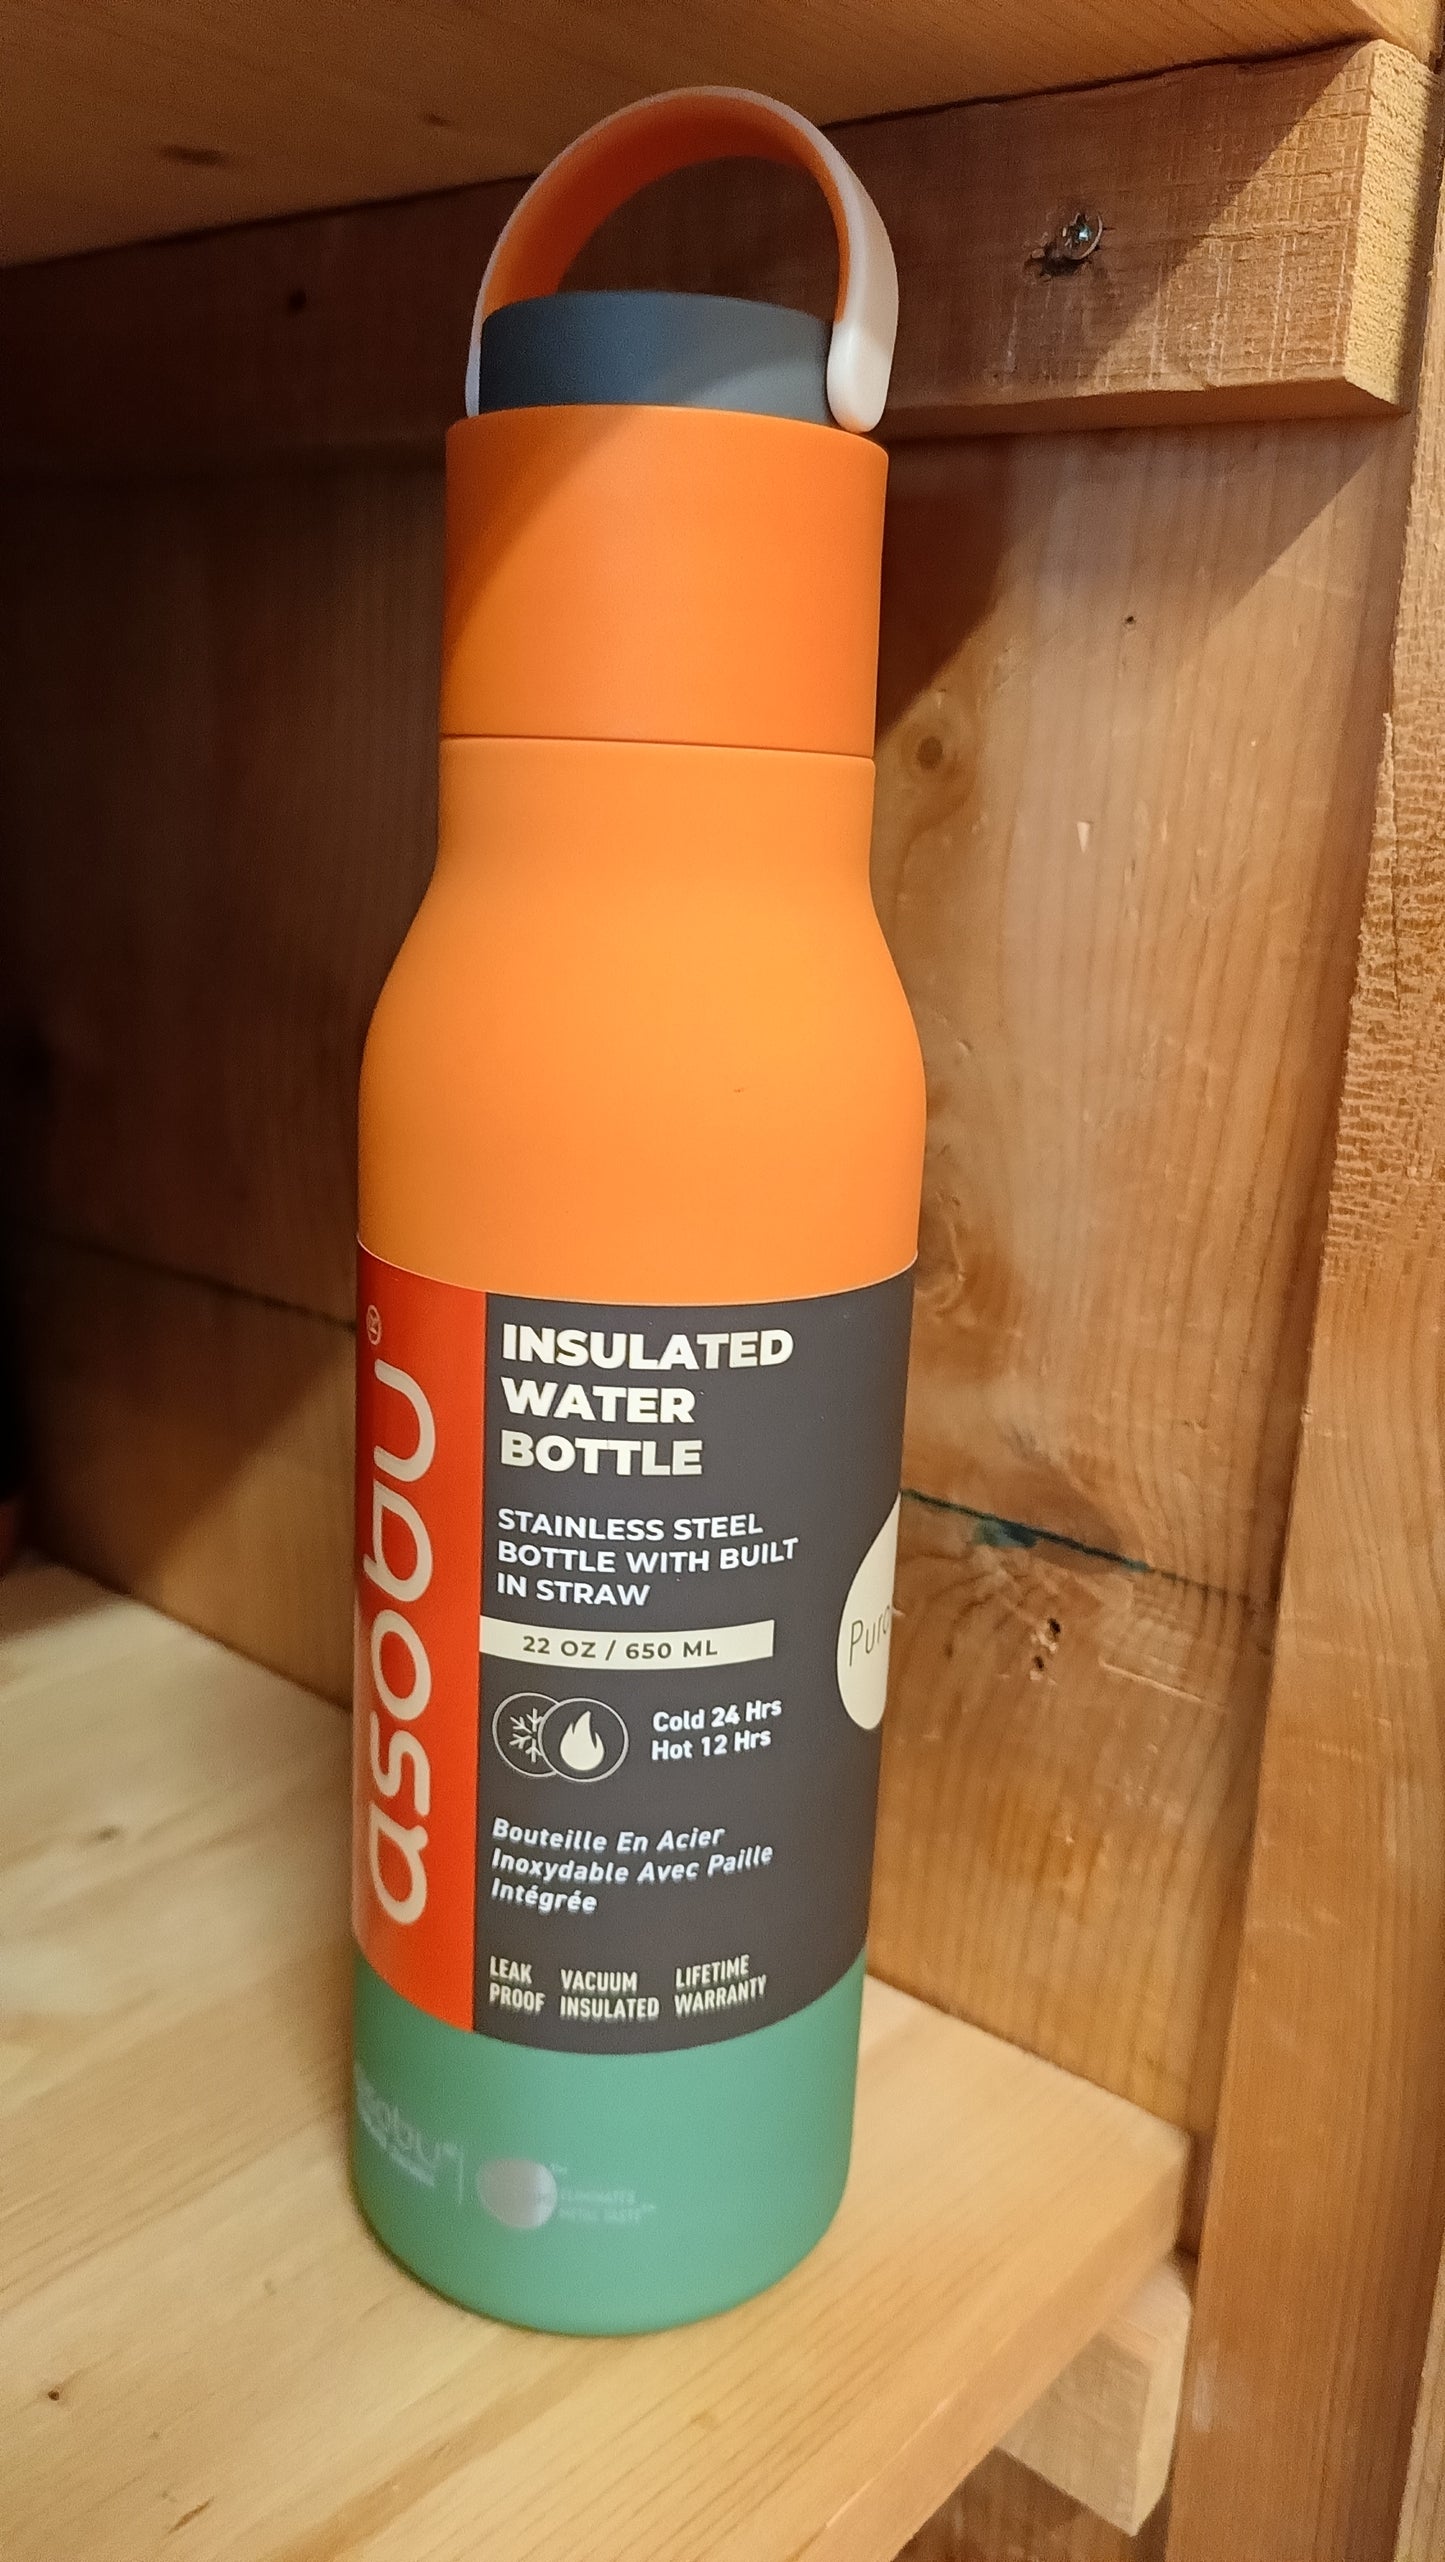 asobu®
INSULATED
WATER
BOTTLE
STAINLESS STEEL
BOTTLE WITH BUILT
IN STRAW
22 OZ / 650 ML
Cold 24 Hrs
Hot 12 Hrs
Bouteille En Acier
Inoxydable Avec Paille
Intégrée
LEAK VACUUM LIFETIME
PROOF INSULATED WARRANTY